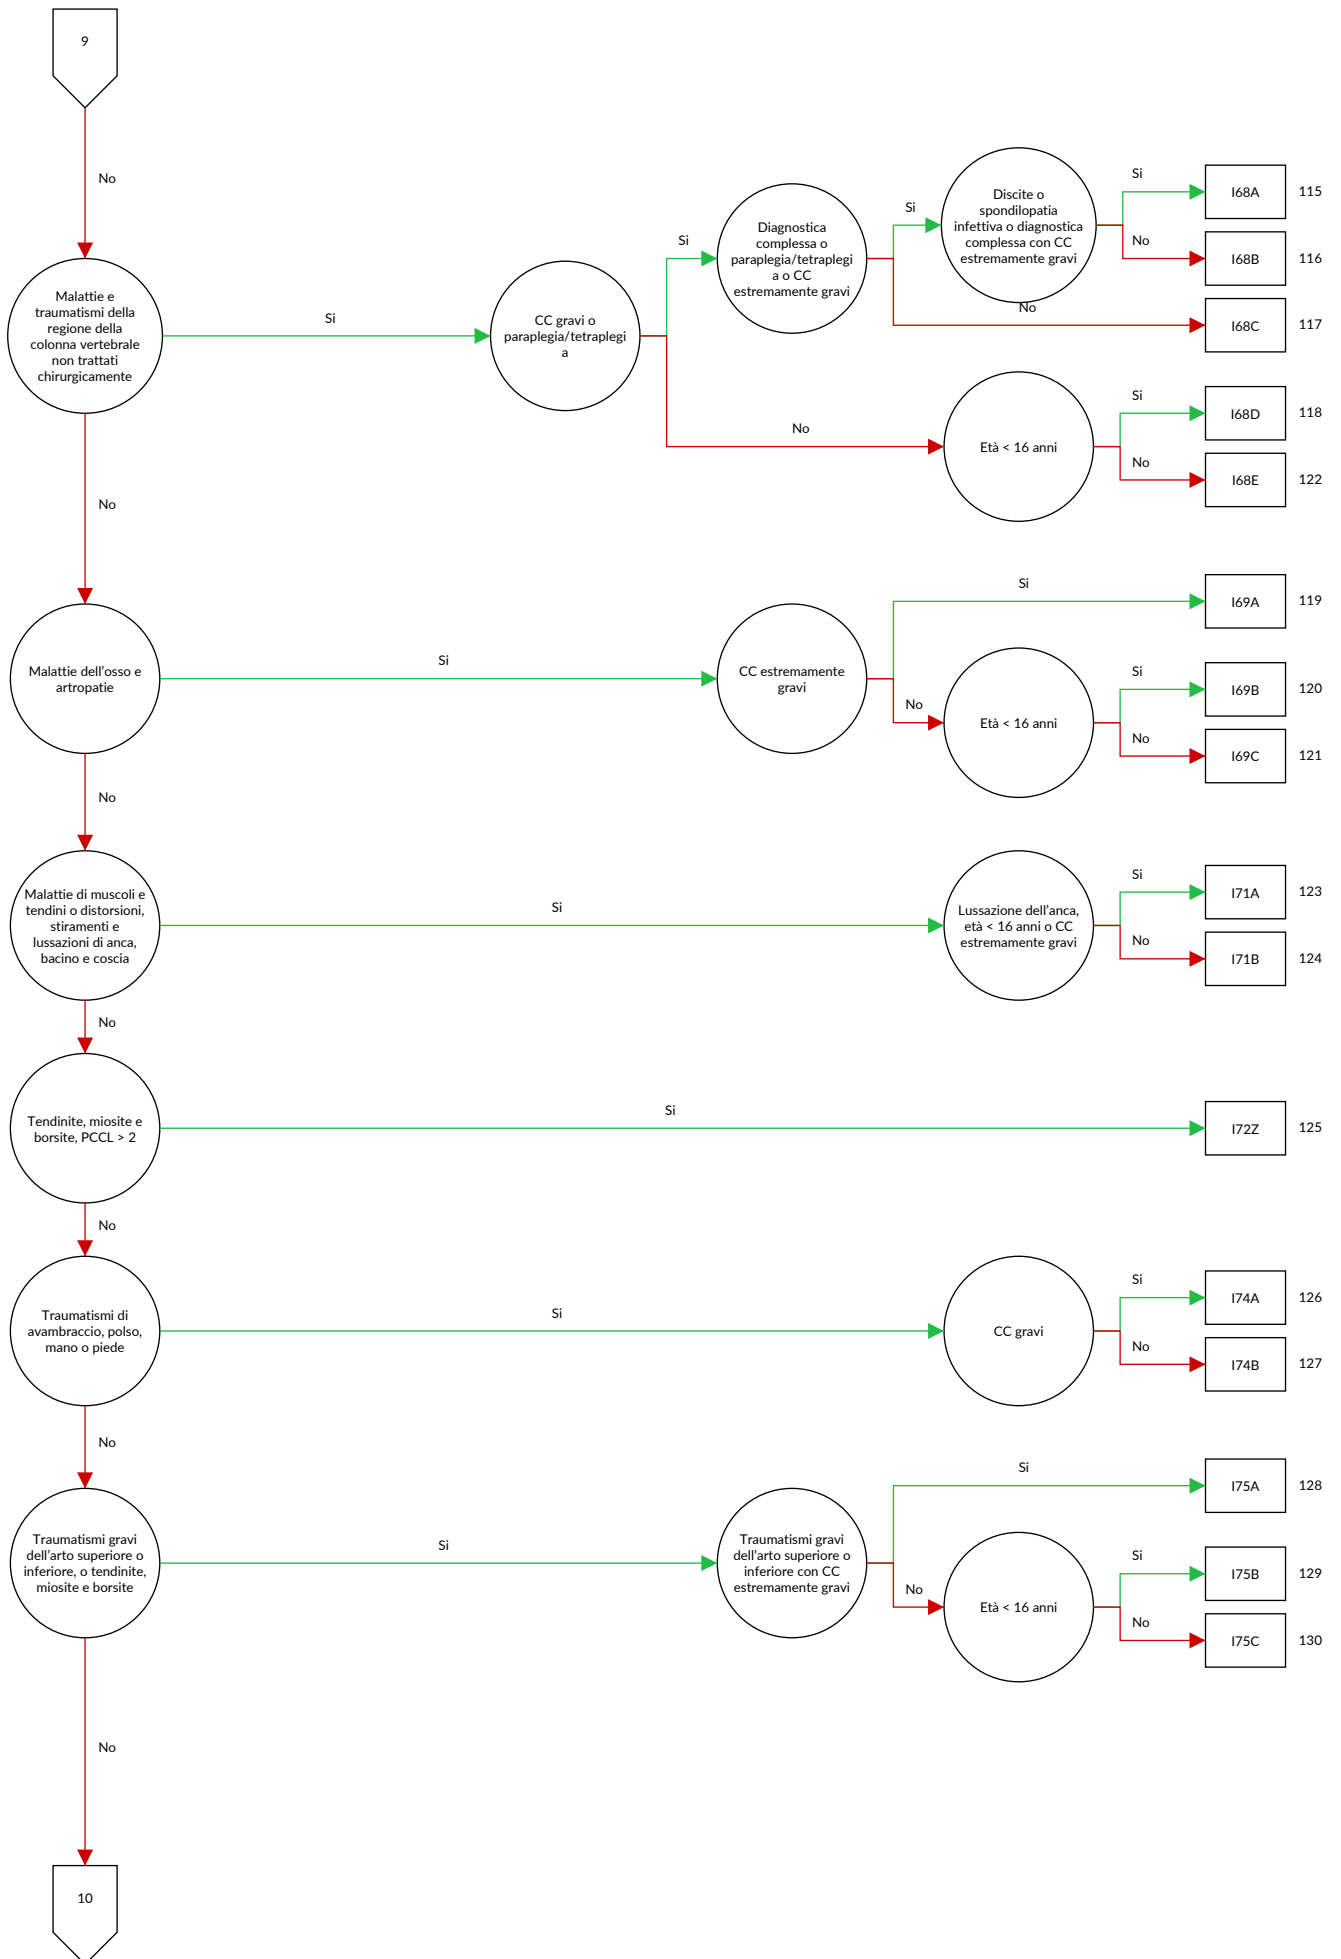 9
No
Malattie e
traumatismi della
regione della
colonna vertebrale
non trattati
chirurgicamente
Si
CC gravi o
paraplegia/tetraplegi
a
Si
Diagnostica
complessa o
paraplegia/tetraplegi
a o CC
estremamente gravi
Si
Discite o
spondilopatia
infettiva o diagnostica
complessa con CC
estremamente gravi
Si
I68A
115
No
I68B
116
No
I68C
117
No
Età < 16 anni
Si
I68D
118
No
I68E
122
No
Malattie dell'osso e
artropatie
Si
CC estremamente
gravi
Si
I69A
119
No
Età < 16 anni
Si
I69B
120
No
I69C
121
No
Malattie di muscoli e
tendini o distorsioni,
stiramenti e
lussazioni di anca,
bacino e coscia
Si
Lussazione dell'anca,
età < 16 anni o CC
estremamente gravi
Si
I71A
123
No
I71B
124
No
Tendinite, miosite e
borsite, PCCL > 2
Si
I72Z
125
No
Traumatismi di
avambraccio, polso,
mano o piede
Si
CC gravi
Si
I74A
126
No
I74B
127
No
Traumatismi gravi
dell'arto superiore o
inferiore, o tendinite,
miosite e borsite
Si
Traumatismi gravi
dell'arto superiore o
inferiore con CC
estremamente gravi
Si
I75A
128
No
Età < 16 anni
Si
I75B
129
No
I75C
130
No
10